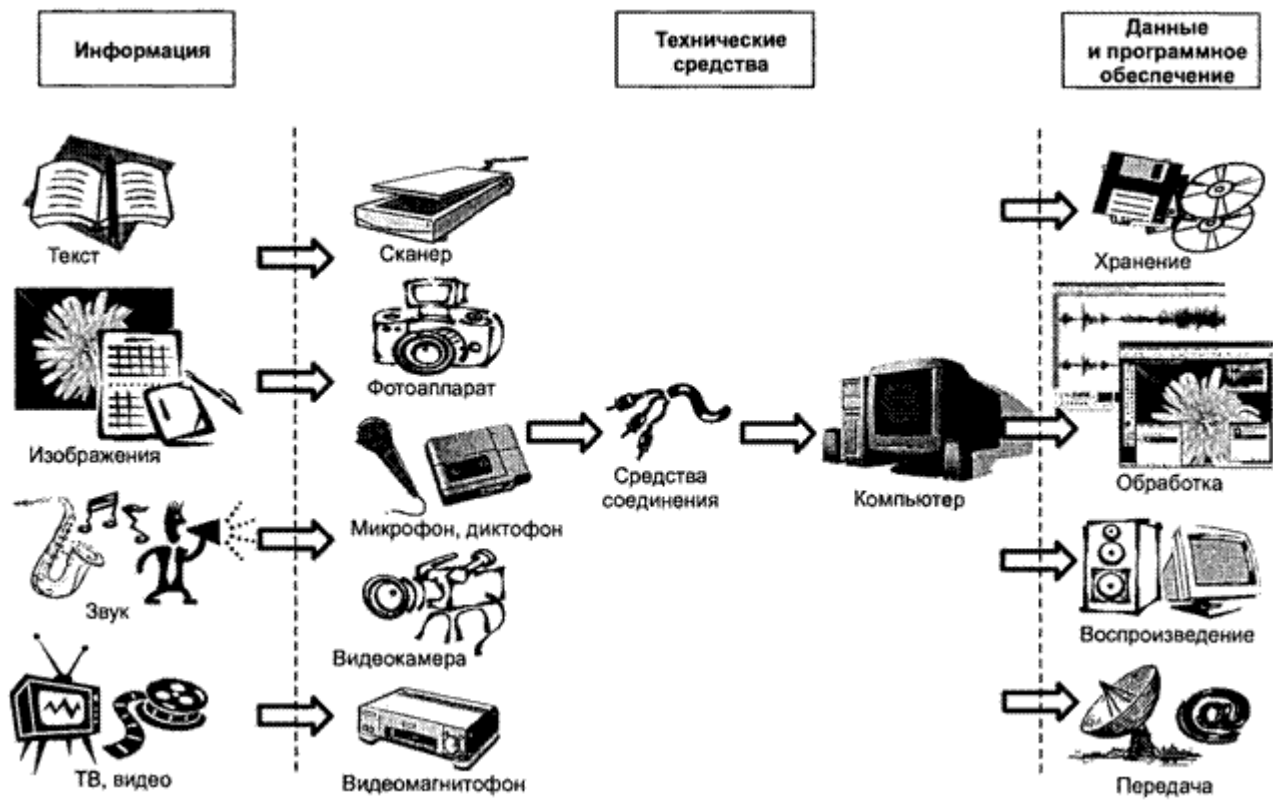 Информация
Технические
средства
Данные
и программное
обеспечение
Текст
Сканер
Хранение
Изображения
Фотоаппарат
Микрофон, диктофон
Средства
соединения
Компьютер
Обработка
Звук
Видеокамера
Воспроизведение
ТВ, видео
Видеомагнитофон
Передача